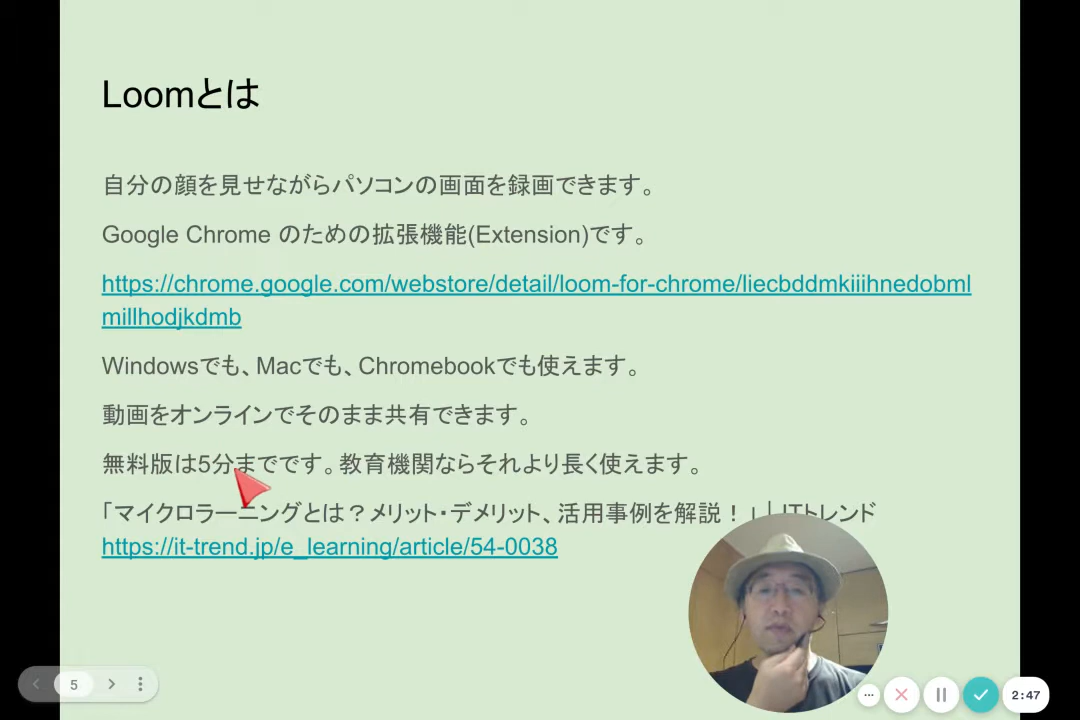 Loomとは
自分の顔を見せながらパソコンの画面を録画できます。
Google Chrome のための拡張機能(Extension)です。
https://chrome.google.com/webstore/detail/loom-for-chrome/liecbddmkiiihnedobml
millhodjkdmb
Windowsでも、Macでも、Chromebookでも使えます。
動画をオンラインでそのまま共有できます。
無料版は5分までです。教育機関ならそれより長く使えます。
「マイクロラーニングとは？メリット・デメリット、活用事例を解説！」｜ITトレンド
https://it-trend.jp/e_learning/article/54-0038
5
2:47